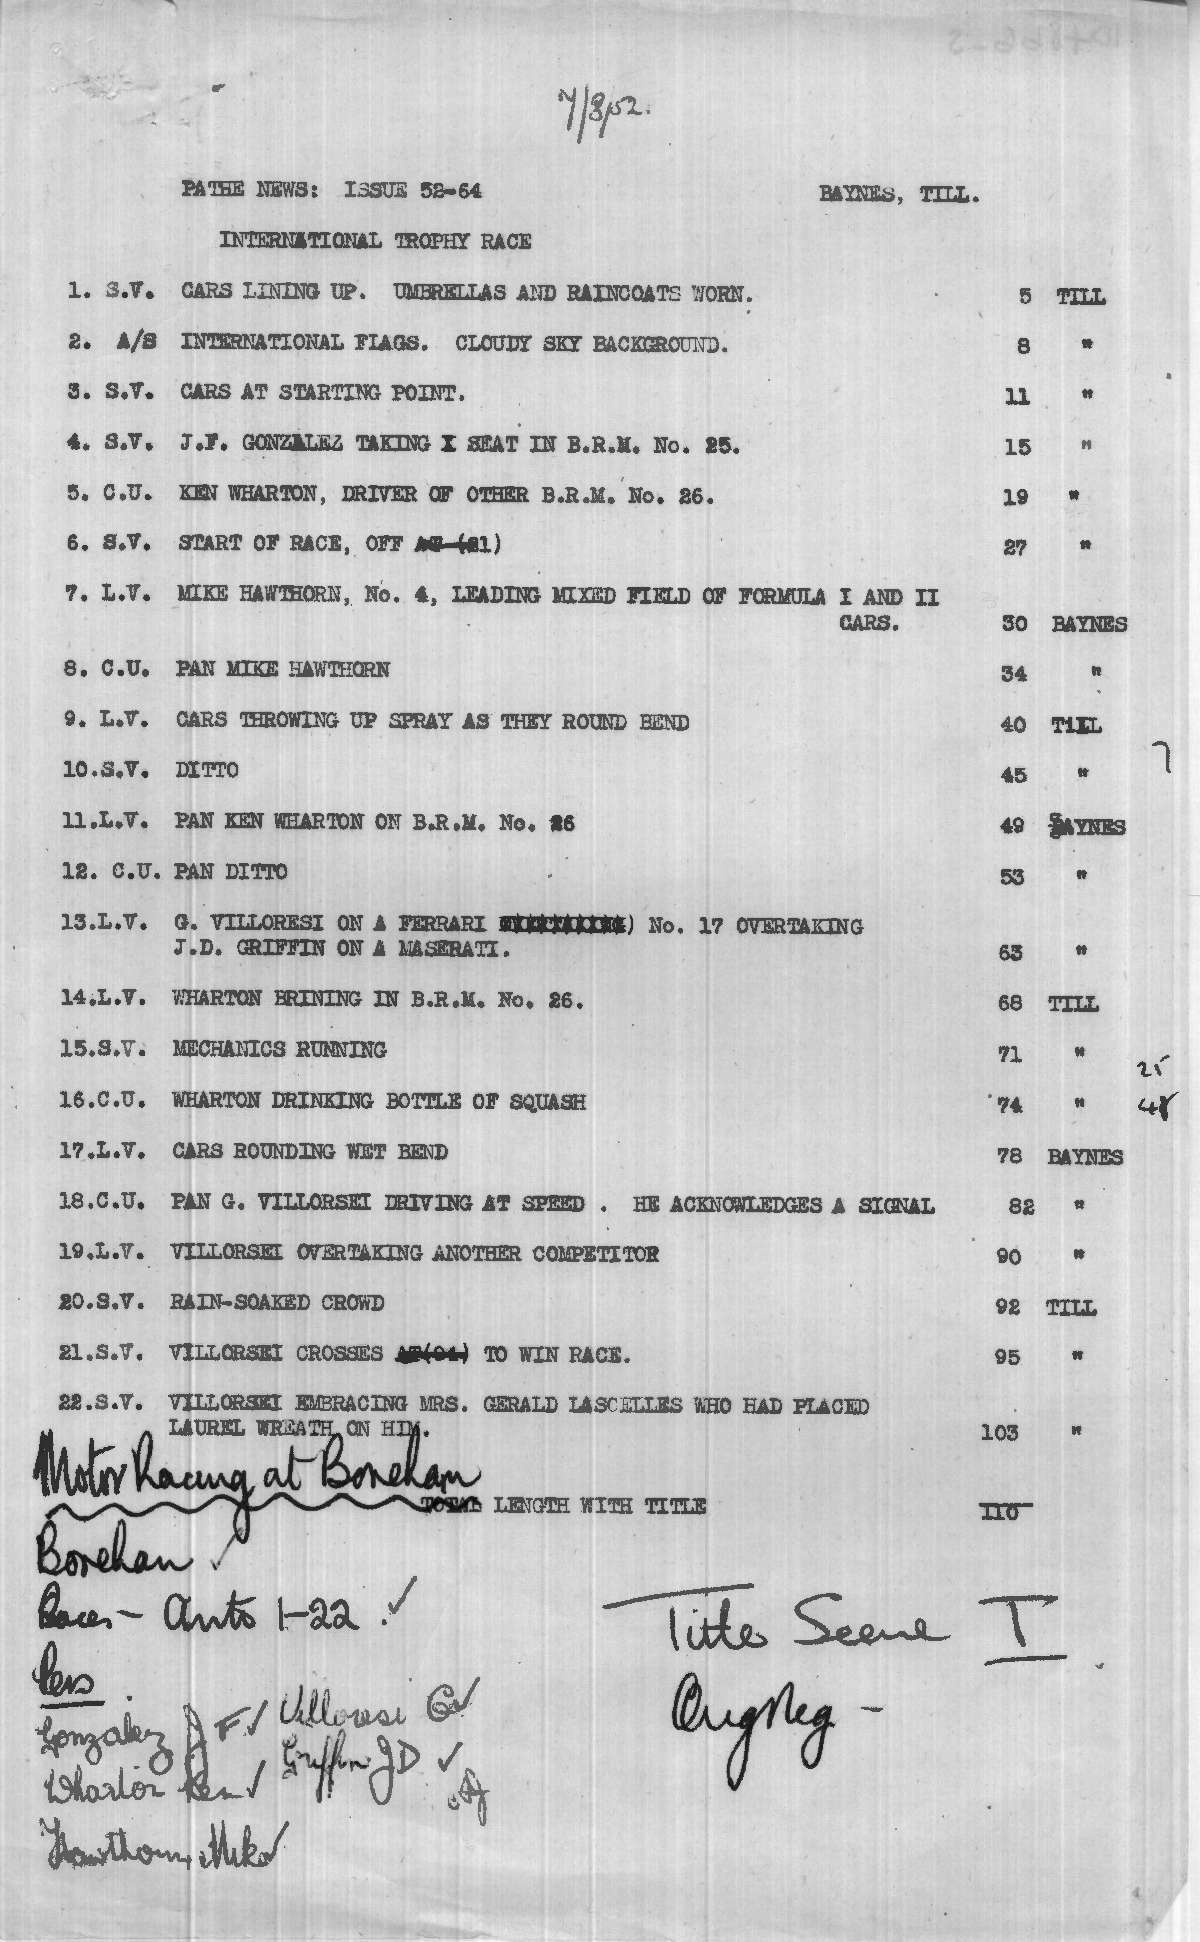 7/8/52.
PATHE NEWS: ISSUE 52-64 BAYNES, TILL.
INTERNATIONAL TROPHY RACE
1. S.V. CARS LINING UP. UMBRELLAS AND RAINCOATS WORN. 5 TILL
2. A/S INTERNATIONAL FLAGS. CLOUDY SKY BACKGROUND. 8 "
3. S.V. CARS AT STARTING POINT. 11 "
4. S.V. J.F. GONZALEZ TAKING I SEAT IN B.R.M. No. 25. 15 "
5. C.U. KEN WHARTON, DRIVER OF OTHER B.R.M. No. 26. 19 "
6. S.V. START OF RACE, OFF AT (21) 27 "
7. L.V. MIKE HAWTHORN, No. 4, LEADING MIXED FIELD OF FORMULA I AND II
CARS. 30 BAYNES
8. C.U. PAN MIKE HAWTHORN 34 "
9. L.V. CARS THROWING UP SPRAY AS THEY ROUND BEND 40 TILL
10.S.V. DITTO 45 " 7
11.L.V. PAN KEN WHARTON ON B.R.M. No. 26 49 BAYNES
12. C.U. PAN DITTO 53 "
13.L.V. G. VILLORESI ON A FERRARI ) No. 17 OVERTAKING
J.D. GRIFFIN ON A MASERATI. 63 "
14.L.V. WHARTON BRINING IN B.R.M. No. 26. 68 TILL
15.S.V. MECHANICS RUNNING 71 "
25
16.C.U. WHARTON DRINKING BOTTLE OF SQUASH 74 " 48
17.L.V. CARS ROUNDING WET BEND 78 BAYNES
18.C.U. PAN G. VILLORSEI DRIVING AT SPEED . HE ACKNOWLEDGES A SIGNAL 82 "
19.L.V. VILLORSEI OVERTAKING ANOTHER COMPETITOR 90 "
20.S.V. RAIN-SOAKED CROWD 92 TILL
21.S.V. VILLORSEI CROSSES AT(94) TO WIN RACE. 95 "
22.S.V. VILLORSEI EMBRACING MRS. GERALD LASCELLES WHO HAD PLACED
LAUREL WREATH ON HIM. 103 "
Motor Racing at Boreham
TOTAL LENGTH WITH TITLE 110
Boreham ✓
Races - Auto 1-22. ✓
Title Scene I
Pers
Orig Neg -
Gonzalez J F ✓ Villoresi G ✓
Wharton Ken ✓ Griffin J D ✓
Hawthorn, Mike ✓